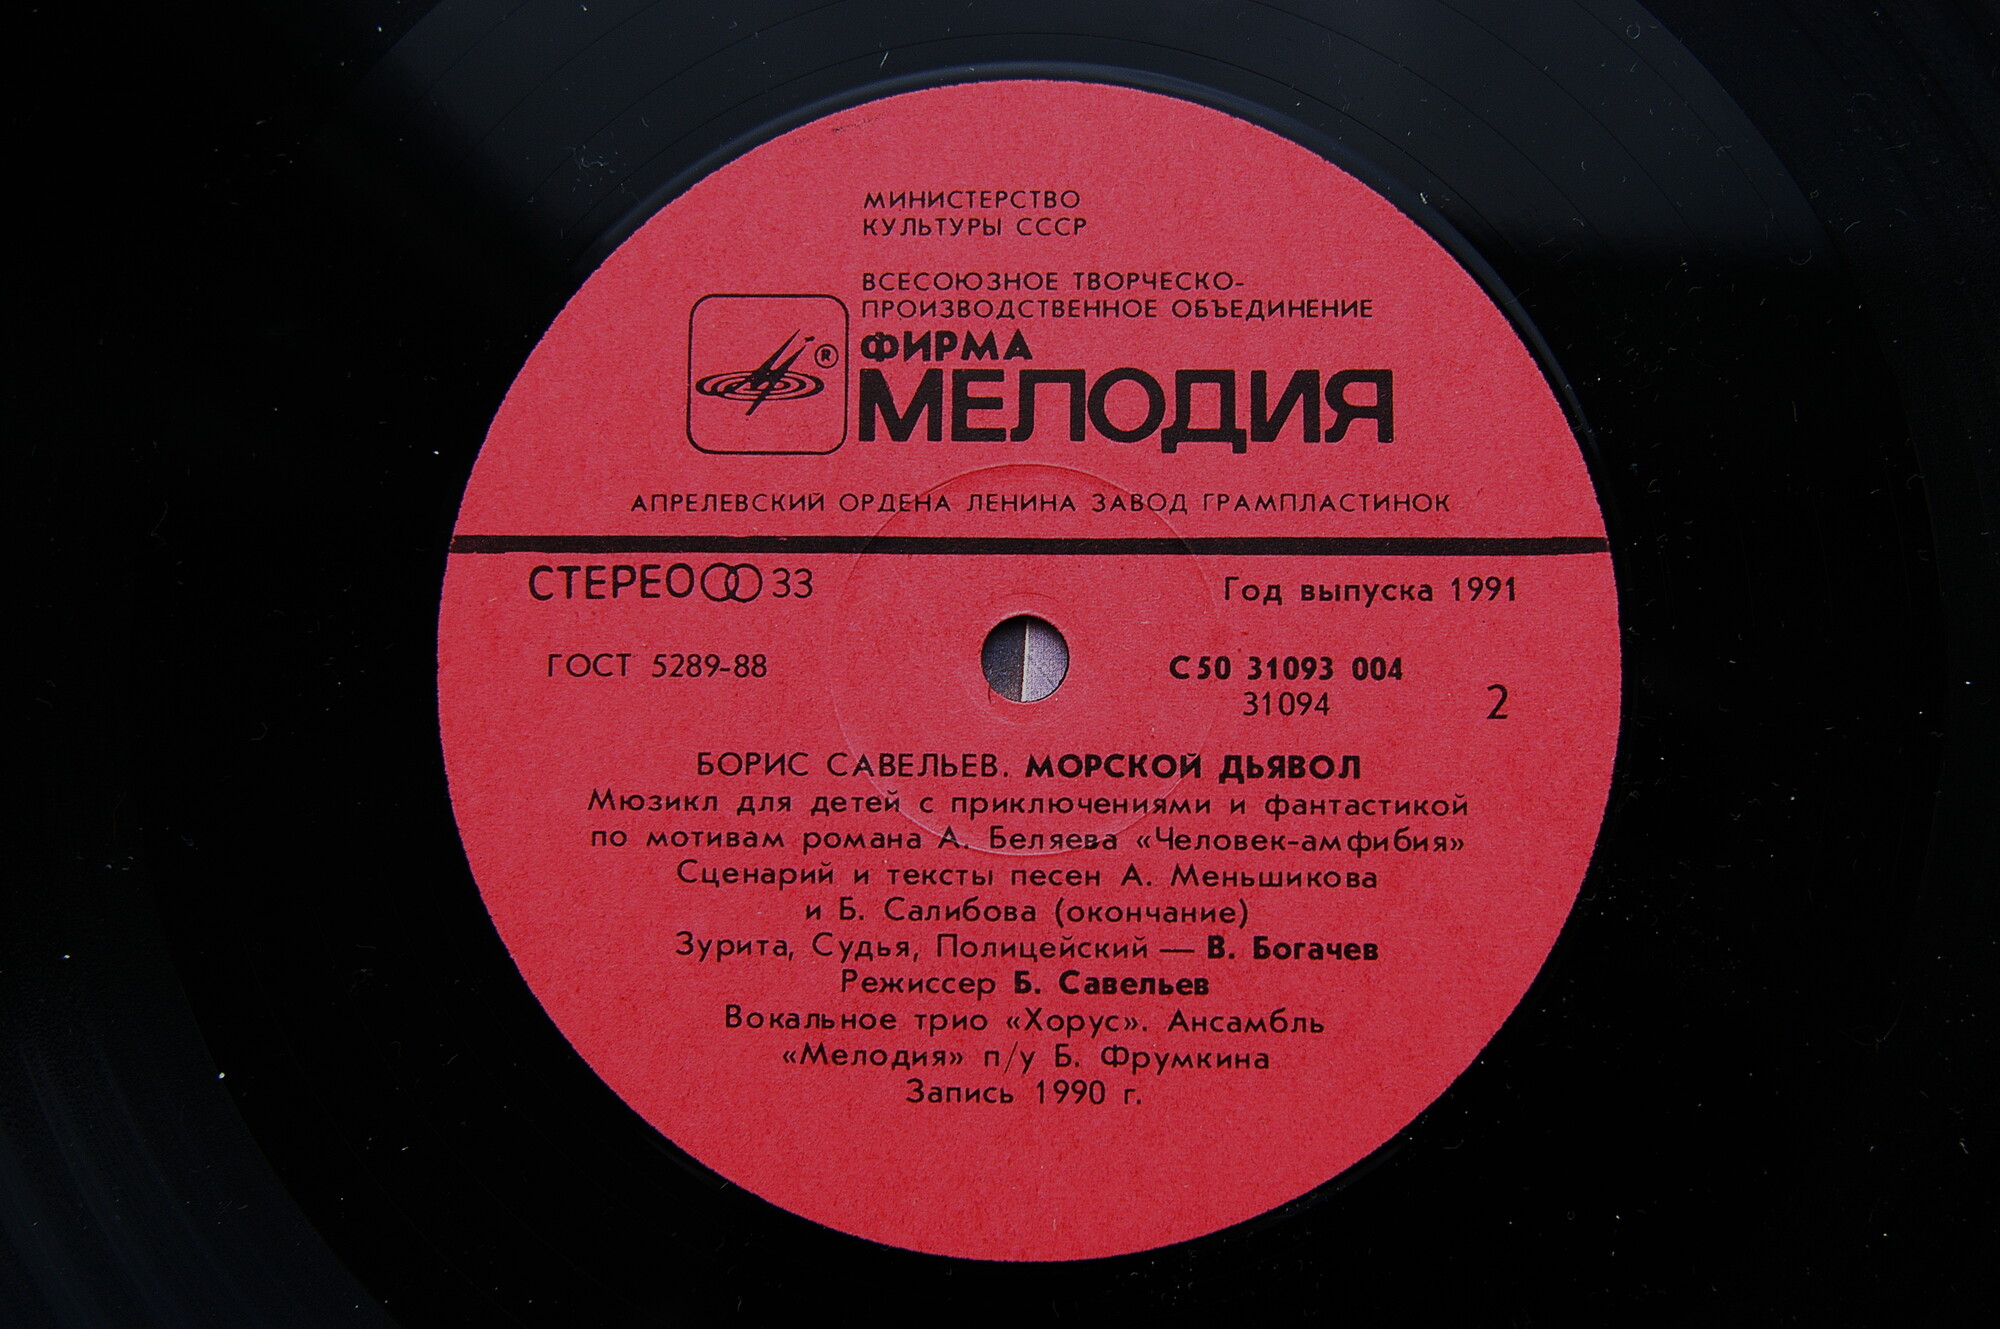 МИНИСТЕРСТВО
КУЛЬТУРЫ СССР
ВСЕСОЮЗНОЕ ТВОРЧЕСКО-
ПРОИЗВОДСТВЕННОЕ ОБЪЕДИНЕНИЕ
ФИРМА
®
МЕЛОДИЯ
АПРЕЛЕВСКИЙ ОРДЕНА ЛЕНИНА ЗАВОД ГРАМПЛАСТИНОК
СТЕРЕО 33
Год выпуска 1991
ГОСТ 5289-88
С50 31093 004
31094
2
БОРИС САВЕЛЬЕВ. МОРСКОЙ ДЬЯВОЛ
Мюзикл для детей с приключениями и фантастикой
по мотивам романа А. Беляева «Человек-амфибия»
Сценарий и тексты песен А. Меньшикова
и Б. Салибова (окончание)
Зурита, Судья, Полицейский — В. Богачев
Режиссер Б. Савельев
Вокальное трио «Хорус». Ансамбль
«Мелодия» п/у Б. Фрумкина
Запись 1990 г.